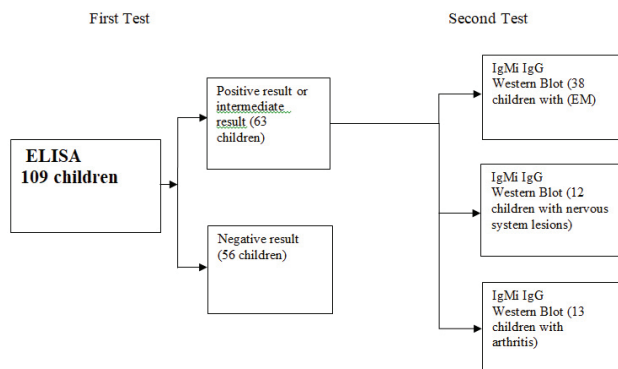 First Test
Second Test
ELISA
109 children
Positive result or
intermediate
result (63
children)
Negative result
(56 children)
IgMi IgG
Western Blot (38
children with (EM)
IgMi IgG
Western Blot (12
children with nervous
system lesions)
IgMi IgG
Western Blot (13
children with
arthritis)